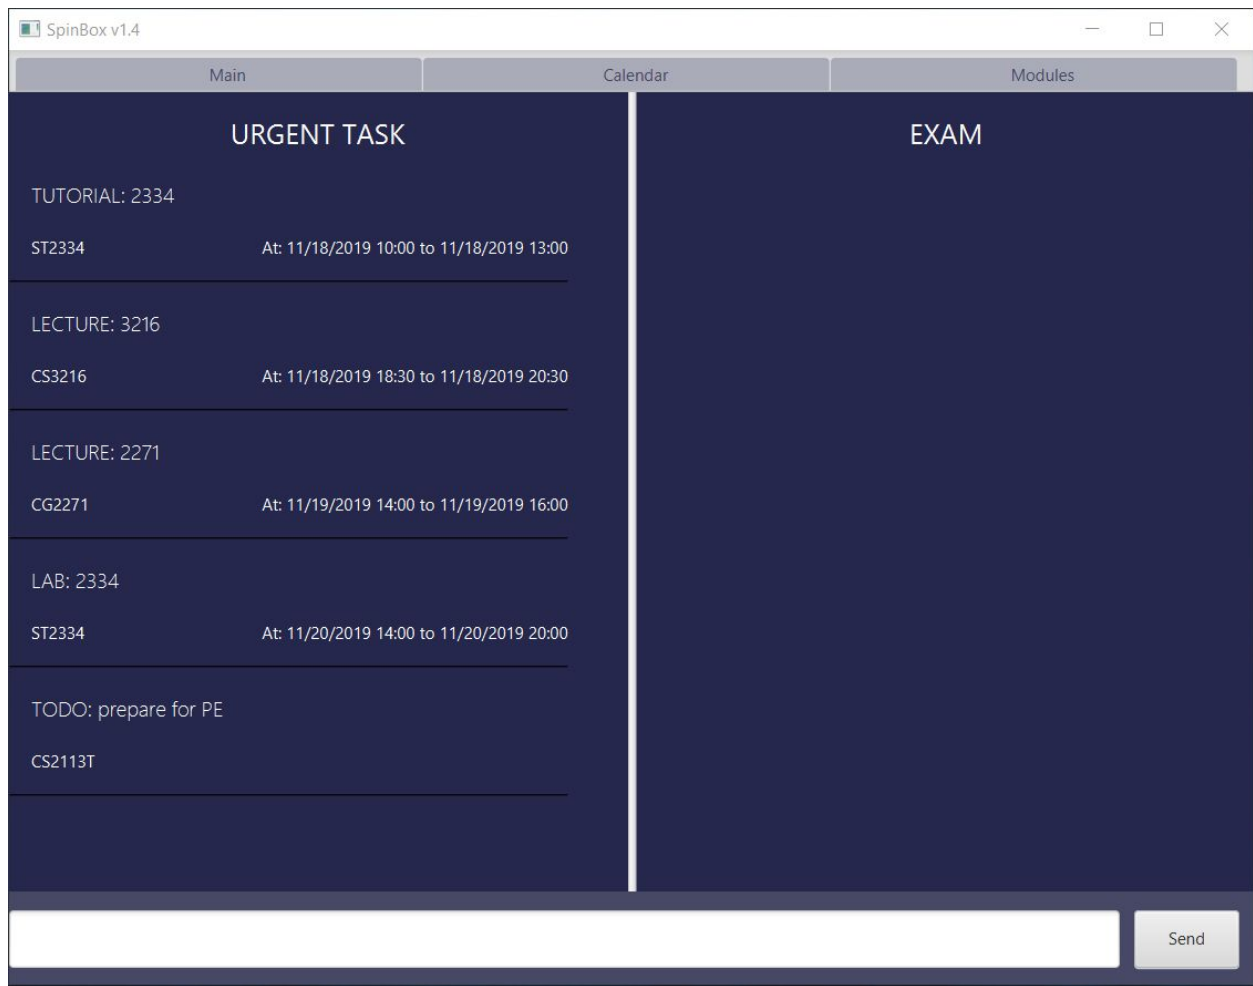 SpinBox v1.4
Main Calendar Modules
URGENT TASK
TUTORIAL: 2334
ST2334 At: 11/18/2019 10:00 to 11/18/2019 13:00
LECTURE: 3216
CS3216 At: 11/18/2019 18:30 to 11/18/2019 20:30
LECTURE: 2271
CG2271 At: 11/19/2019 14:00 to 11/19/2019 16:00
LAB: 2334
ST2334 At: 11/20/2019 14:00 to 11/20/2019 20:00
TODO: prepare for PE
CS2113T
EXAM
Send